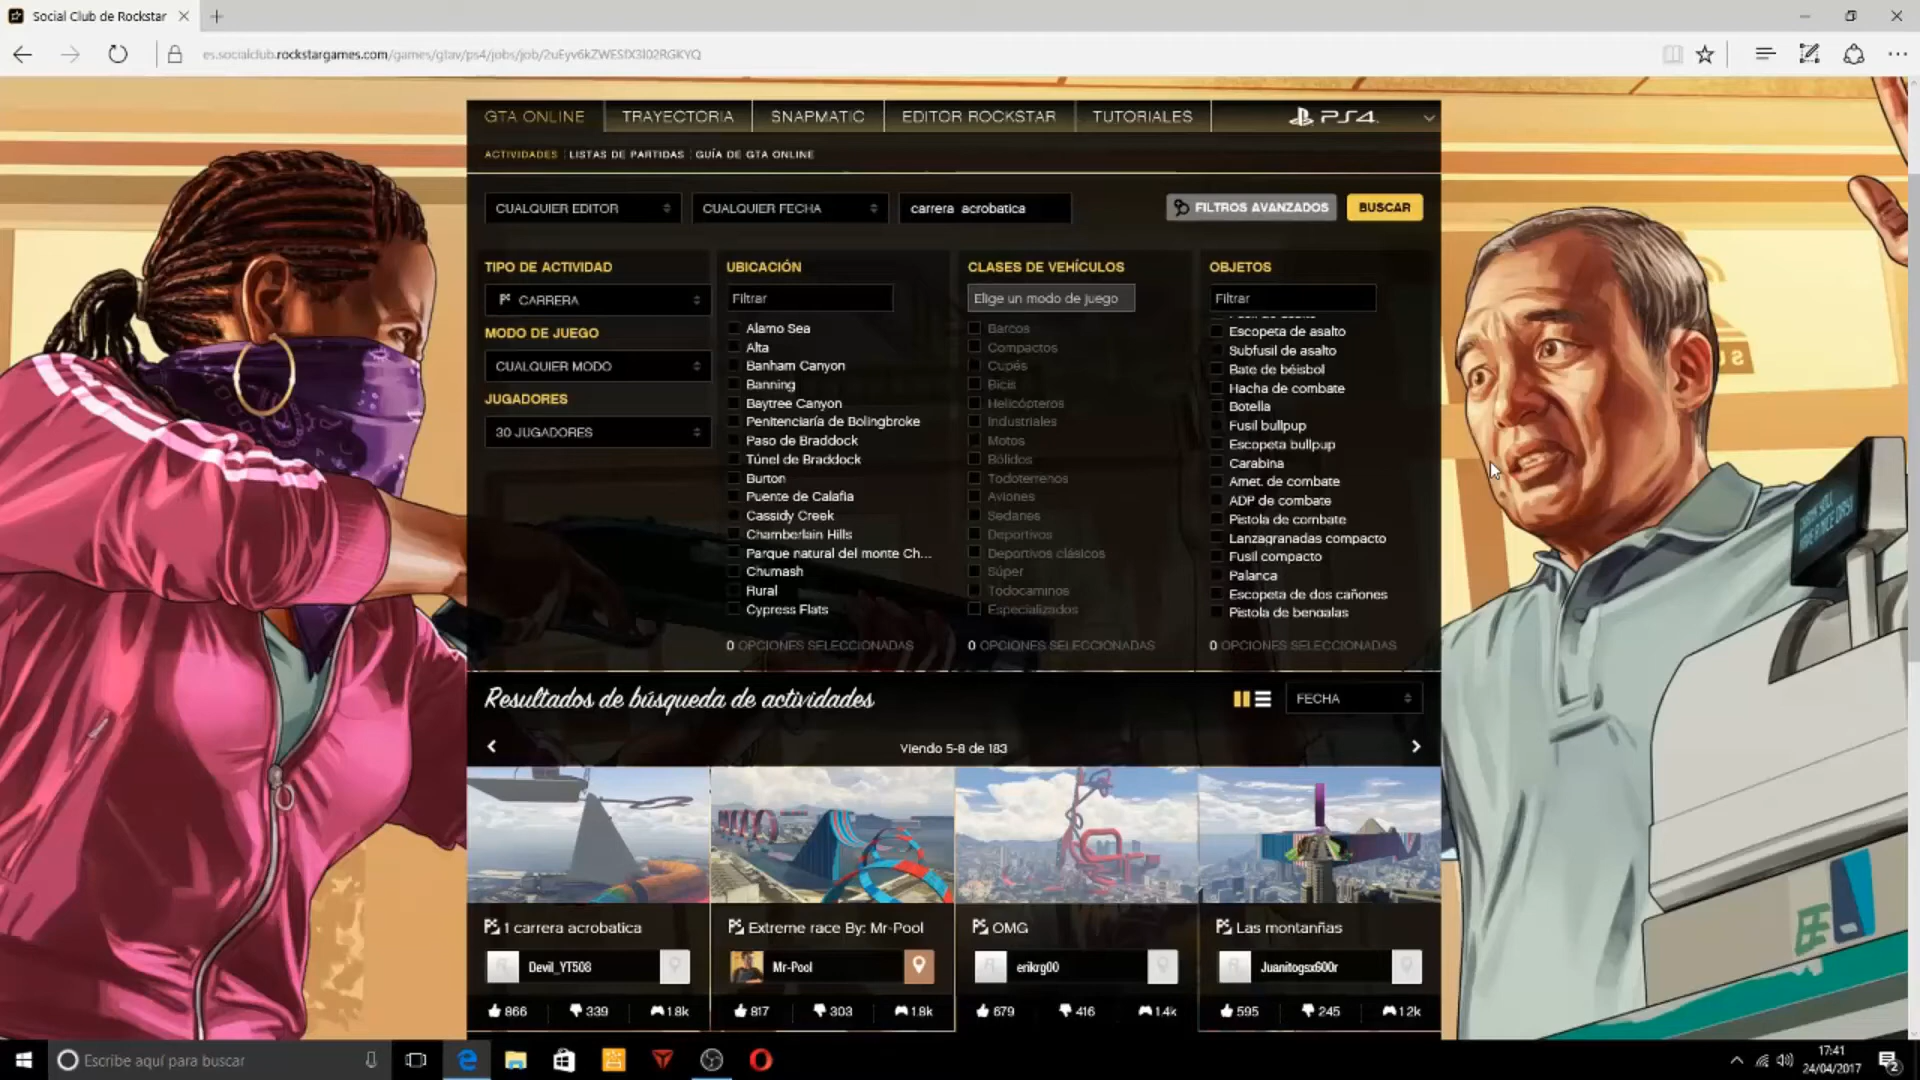 Social Club de Rockstar
es.socialclub.rockstargames.com/games/gtav/ps4/jobs/job/
GTA ONLINE TRAYECTORIA SNAPMATIC EDITOR ROCKSTAR TUTORIALES PS4
ACTIVIDADES LISTAS DE PARTIDAS GUÍA DE GTA ONLINE
CUALQUIER EDITOR CUALQUIER FECHA carrera acrobatica FILTROS AVANZADOS BUSCAR
TIPO DE ACTIVIDAD
CARRERA
MODO DE JUEGO
CUALQUIER MODO
JUGADORES
30 JUGADORES
UBICACIÓN
Filtrar
Alamo Sea
Alta
Banham Canyon
Banning
Baytree Canyon
Penitenciaría de Bolingbroke
Paso de Braddock
Túnel de Braddock
Burton
Puente de Calafia
Cassidy Creek
Chamberlain Hills
Parque natural del monte Ch...
Chumash
Rural
Cypress Flats
0 OPCIONES SELECCIONADAS
CLASES DE VEHÍCULOS
Elige un modo de juego
Barcos
Compactos
Cupés
Bicis
Helicópteros
Industriales
Motos
Bólidos
Todoterrenos
Aviones
Sedanes
Deportivos
Deportivos clásicos
Súper
Todocaminos
Especializados
0 OPCIONES SELECCIONADAS
OBJETOS
Filtrar
Escopeta de asalto
Subfusil de asalto
Bate de béisbol
Hacha de combate
Botella
Fusil bullpup
Escopeta bullpup
Carabina
Amet. de combate
ADP de combate
Pistola de combate
Lanzagranadas compacto
Fusil compacto
Palanca
Escopeta de dos cañones
Pistola de bengalas
0 OPCIONES SELECCIONADAS
Resultados de búsqueda de actividades FECHA
Viendo 5-8 de 183
1 carrera acrobatica
Devil_YT508
866 339 1.8k
Extreme race By: Mr-Pool
Mr-Pool
817 303 1.8k
OMG
erikrg00
679 416 1.4k
Las montanñas
Juanitogsx600r
595 245 1.2k
Escribe aquí para buscar
17:41
24/04/2017
2